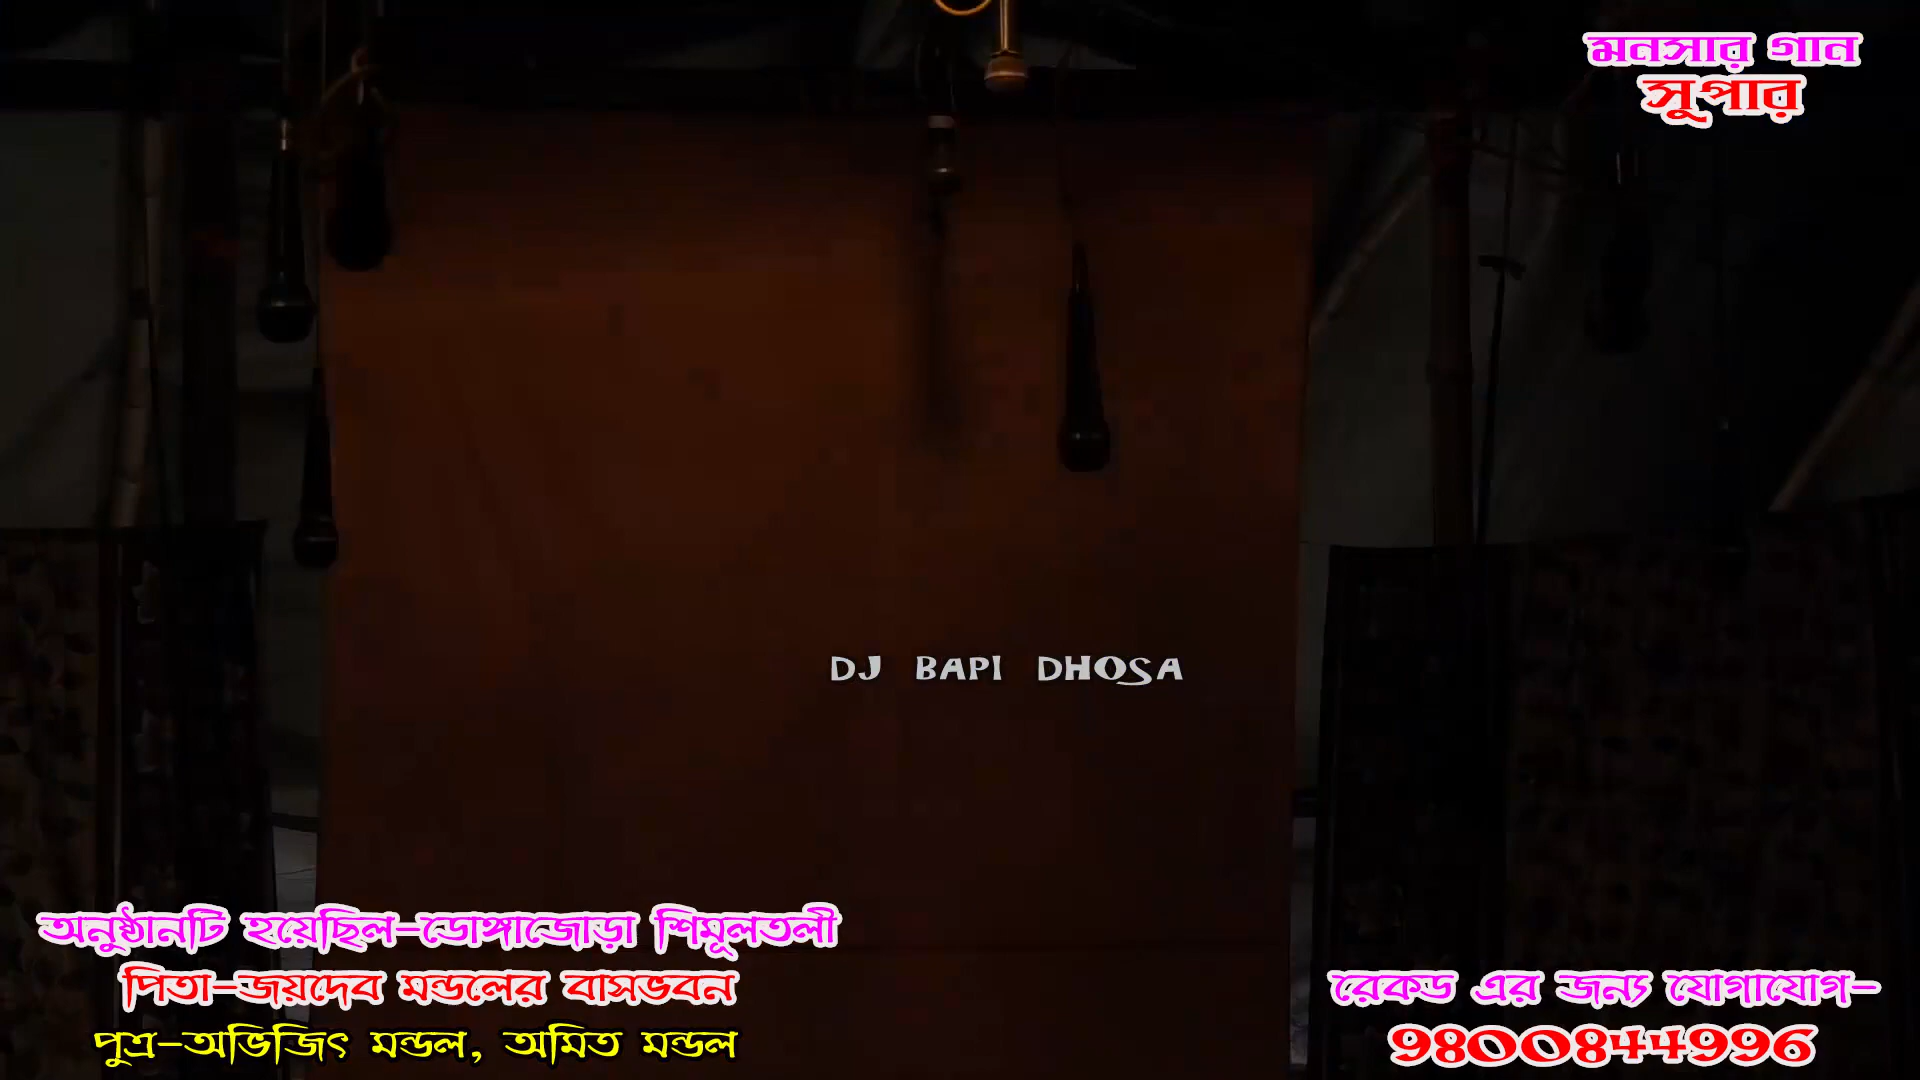 মনসার গান
সুপার
DJ BAPI DHOSA
অনুষ্ঠানটি হয়েছিল-ডোঙ্গাজোড়া শিমূলতলী
পিতা-জয়দেব মন্ডলের বাসভবন
পুত্র-অভিজিৎ মন্ডল, অমিত মন্ডল
রেকড এর জন্য যোগাযোগ-
9800844996